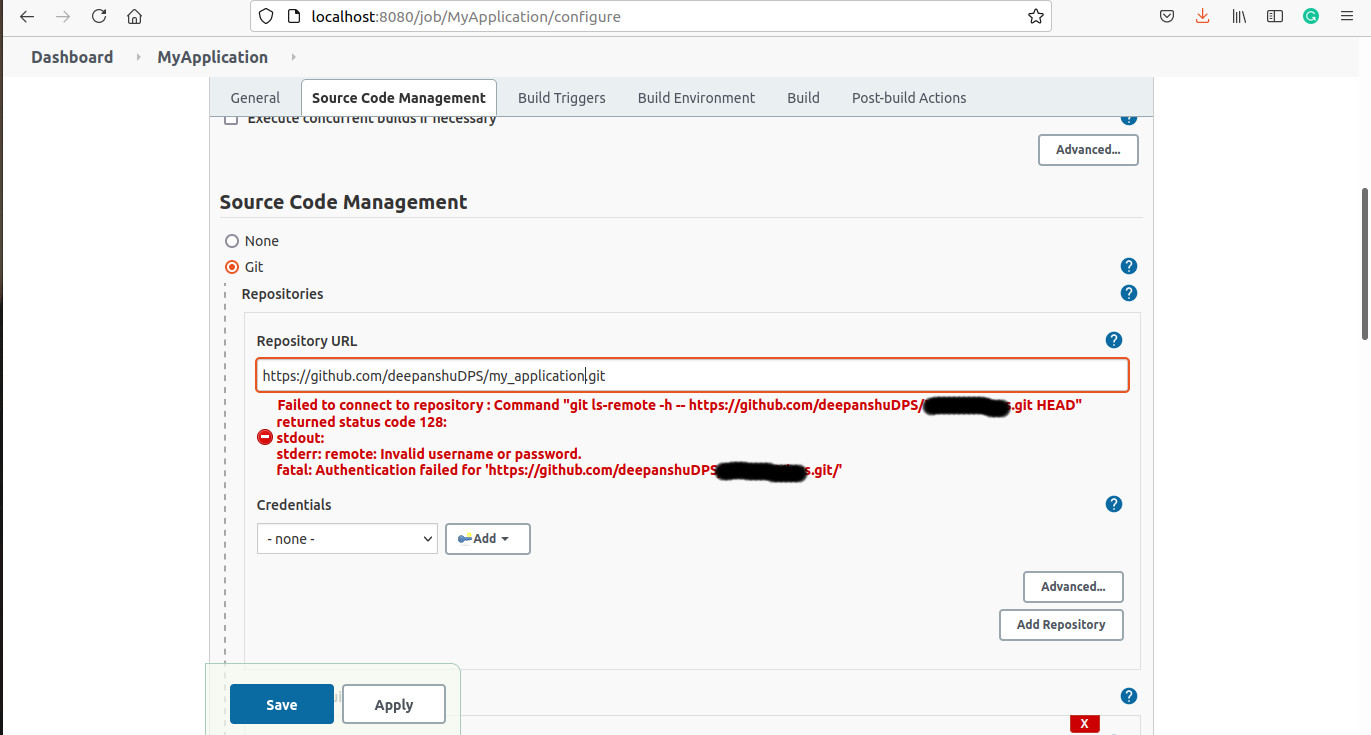 localhost:8080/job/MyApplication/configure
Dashboard MyApplication
General Source Code Management Build Triggers Build Environment Build Post-build Actions
Execute concurrent builds if necessary
?
Advanced...
Source Code Management
None
Git ?
Repositories ?
Repository URL ?
https://github.com/deepanshuDPS/my_application.git
Failed to connect to repository : Command "git ls-remote -h -- https://github.com/deepanshuDPS/ s.git HEAD"
returned status code 128:
stdout:
stderr: remote: Invalid username or password.
fatal: Authentication failed for 'https://github.com/deepanshuDPS s.git/'
Credentials ?
- none - Add
Advanced...
Add Repository
Save Apply ?
X